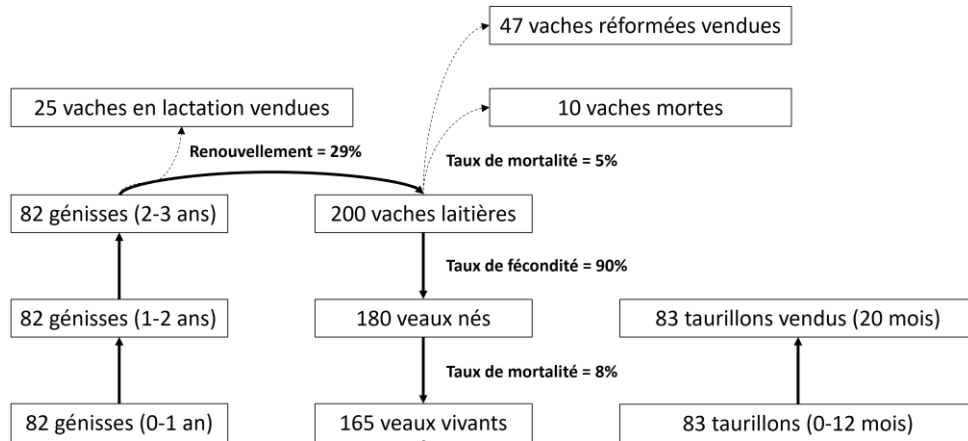 47 vaches réformées vendues
25 vaches en lactation vendues
10 vaches mortes
Renouvellement = 29%
Taux de mortalité = 5%
82 génisses (2-3 ans)
200 vaches laitières
Taux de fécondité = 90%
82 génisses (1-2 ans)
180 veaux nés
83 taurillons vendus (20 mois)
Taux de mortalité = 8%
82 génisses (0-1 an)
165 veaux vivants
83 taurillons (0-12 mois)